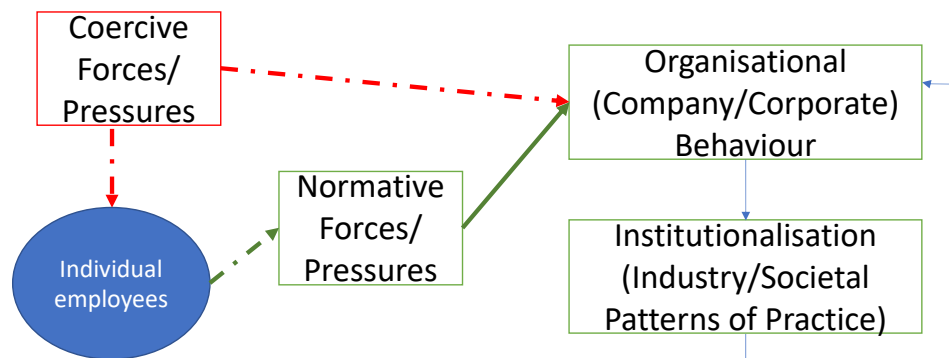 Coercive
Forces/
Pressures
Organisational
(Company/Corporate)
Behaviour
Normative
Forces/
Pressures
Individual
employees
Institutionalisation
(Industry/Societal
Patterns of Practice)